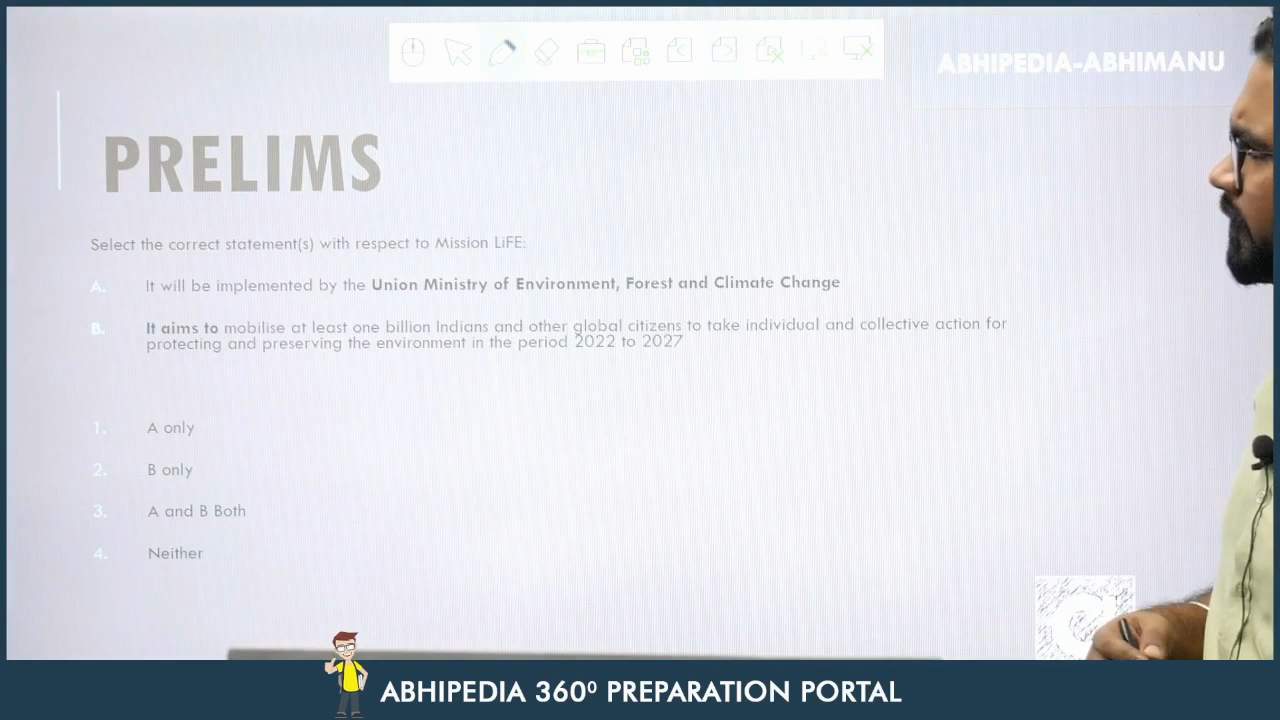 ABHIPEDIA-ABHIMANU
PRELIMS
Select the correct statement(s) with respect to Mission LiFE:
A. It will be implemented by the Union Ministry of Environment, Forest and Climate Change
B. It aims to mobilise at least one billion Indians and other global citizens to take individual and collective action for
protecting and preserving the environment in the period 2022 to 2027
1. A only
2. B only
3. A and B Both
4. Neither
ABHIPEDIA 360⁰ PREPARATION PORTAL